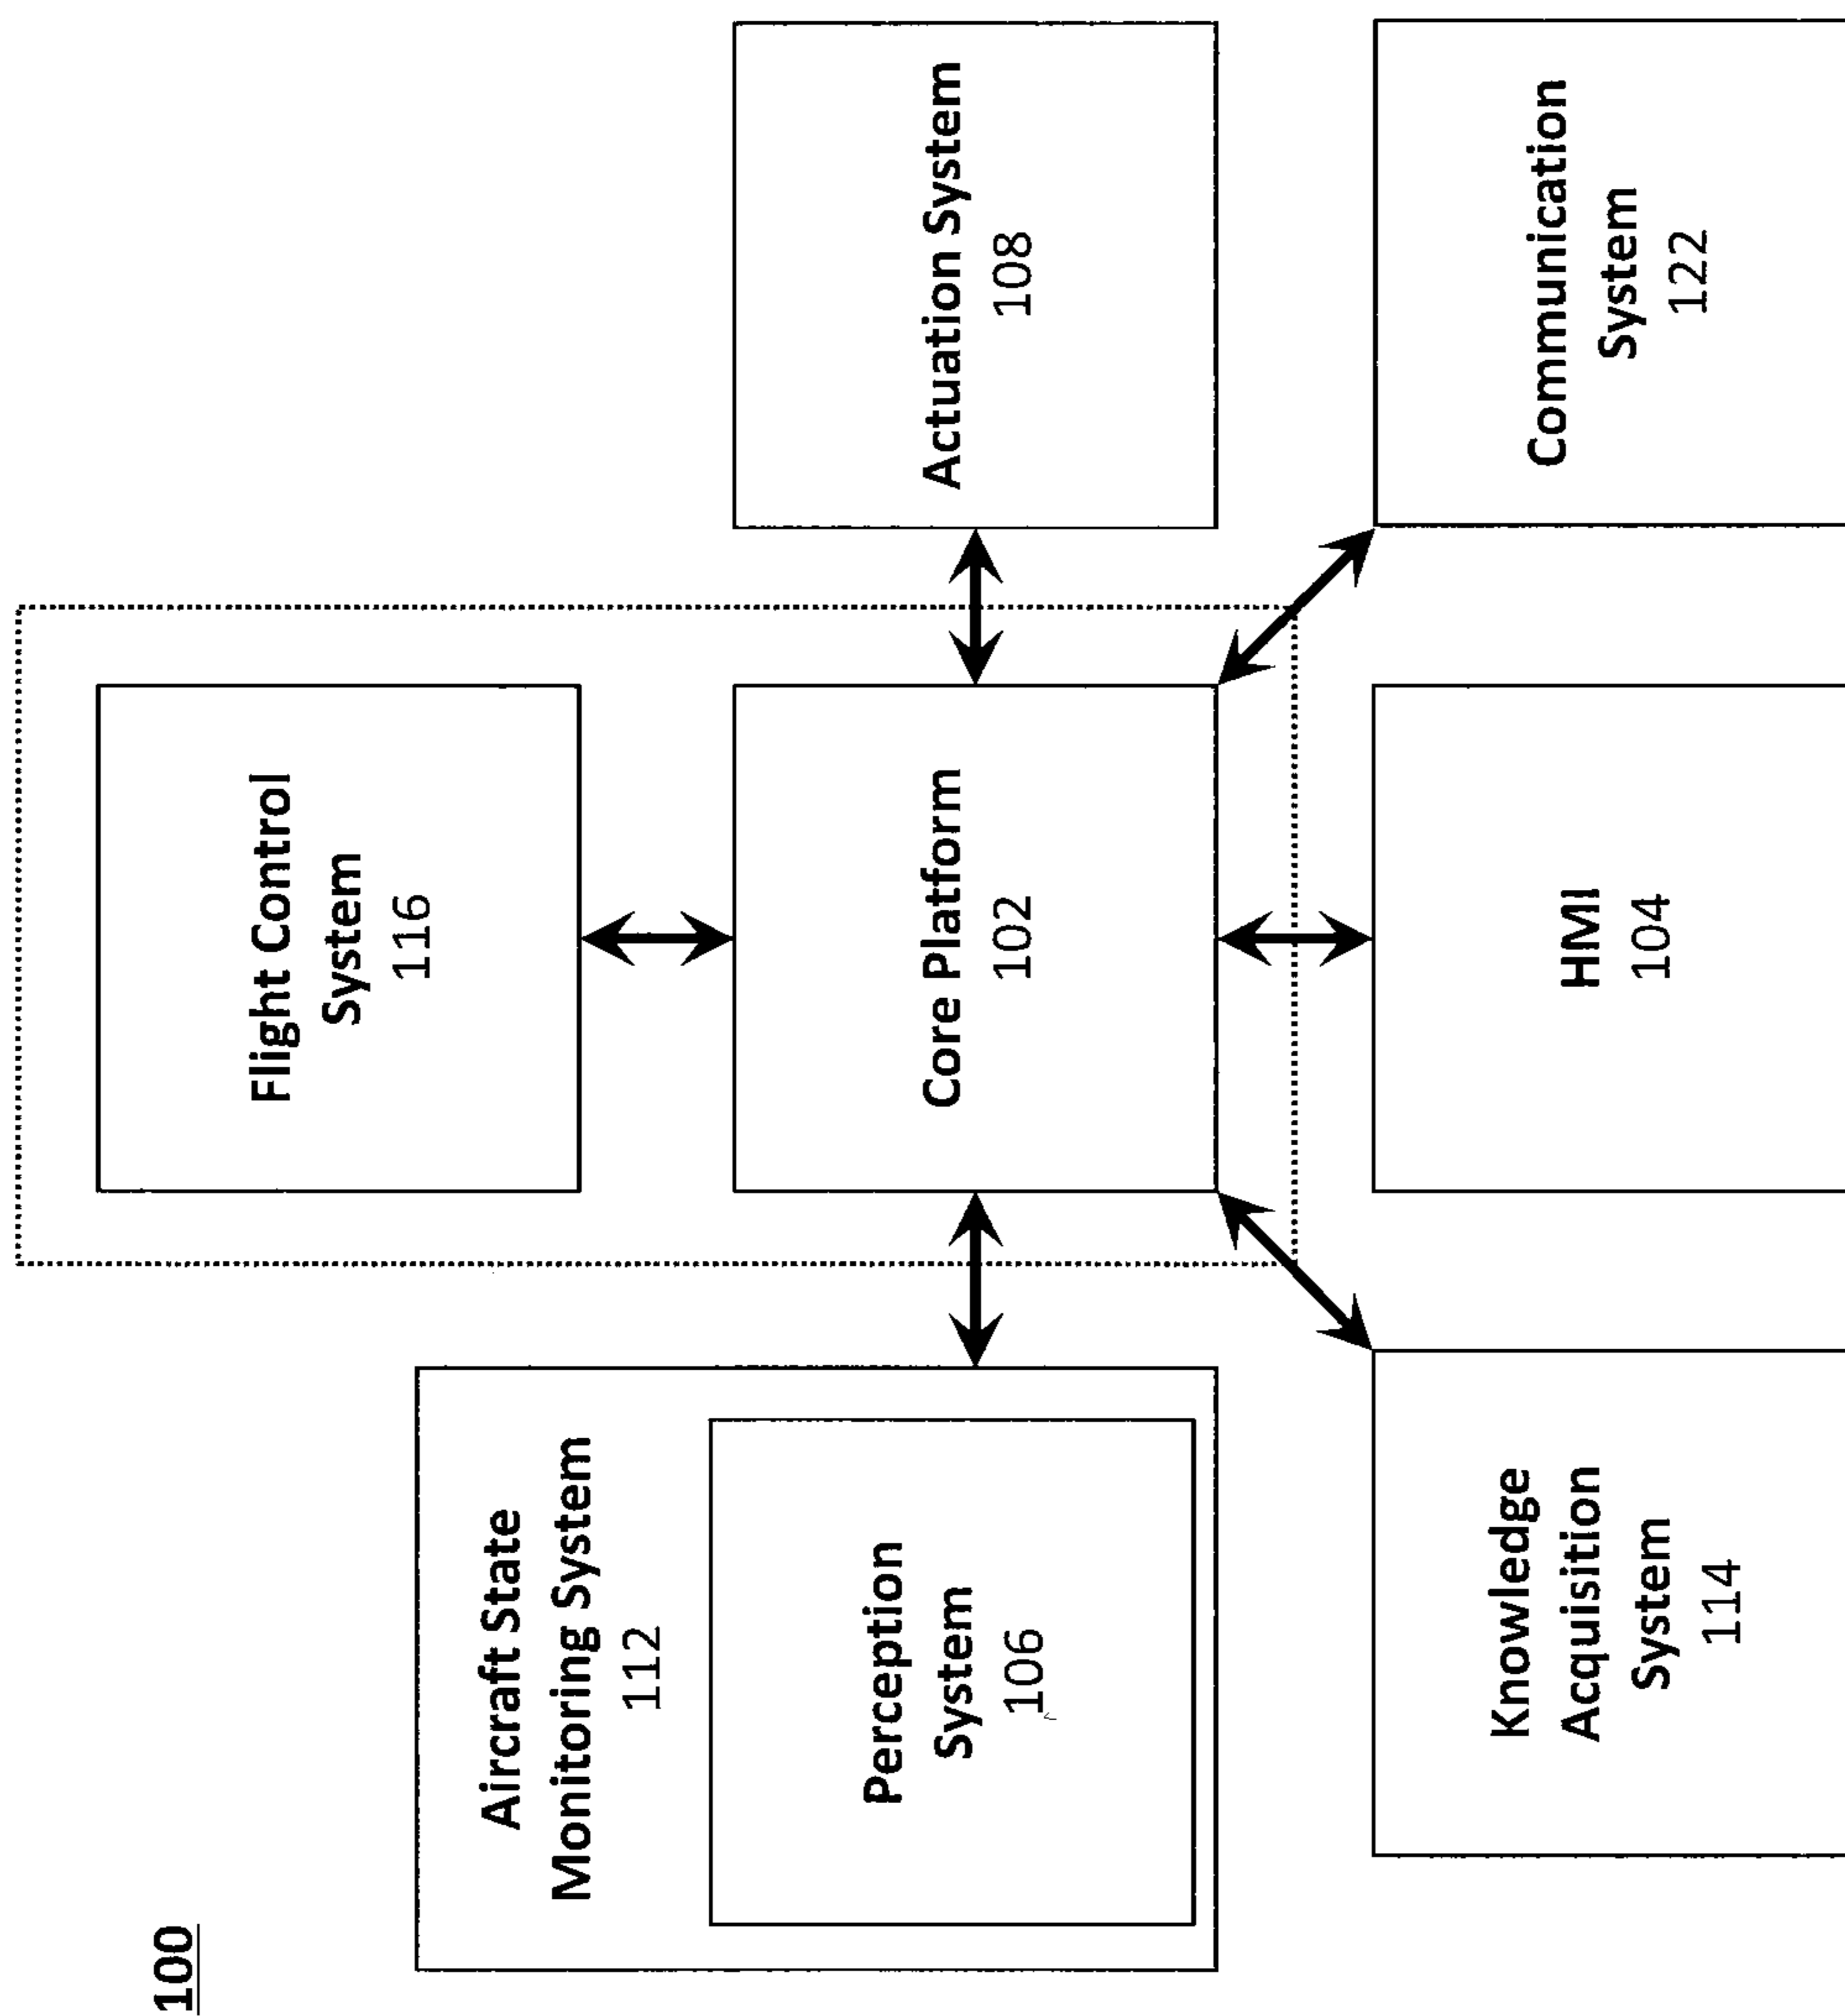 100
Flight Control
System
116
Aircraft State
Monitoring System
112
Perception
System
106
Core Platform
102
Actuation System
108
Knowledge
Acquisition
System
114
HMI
104
Communication
System
122